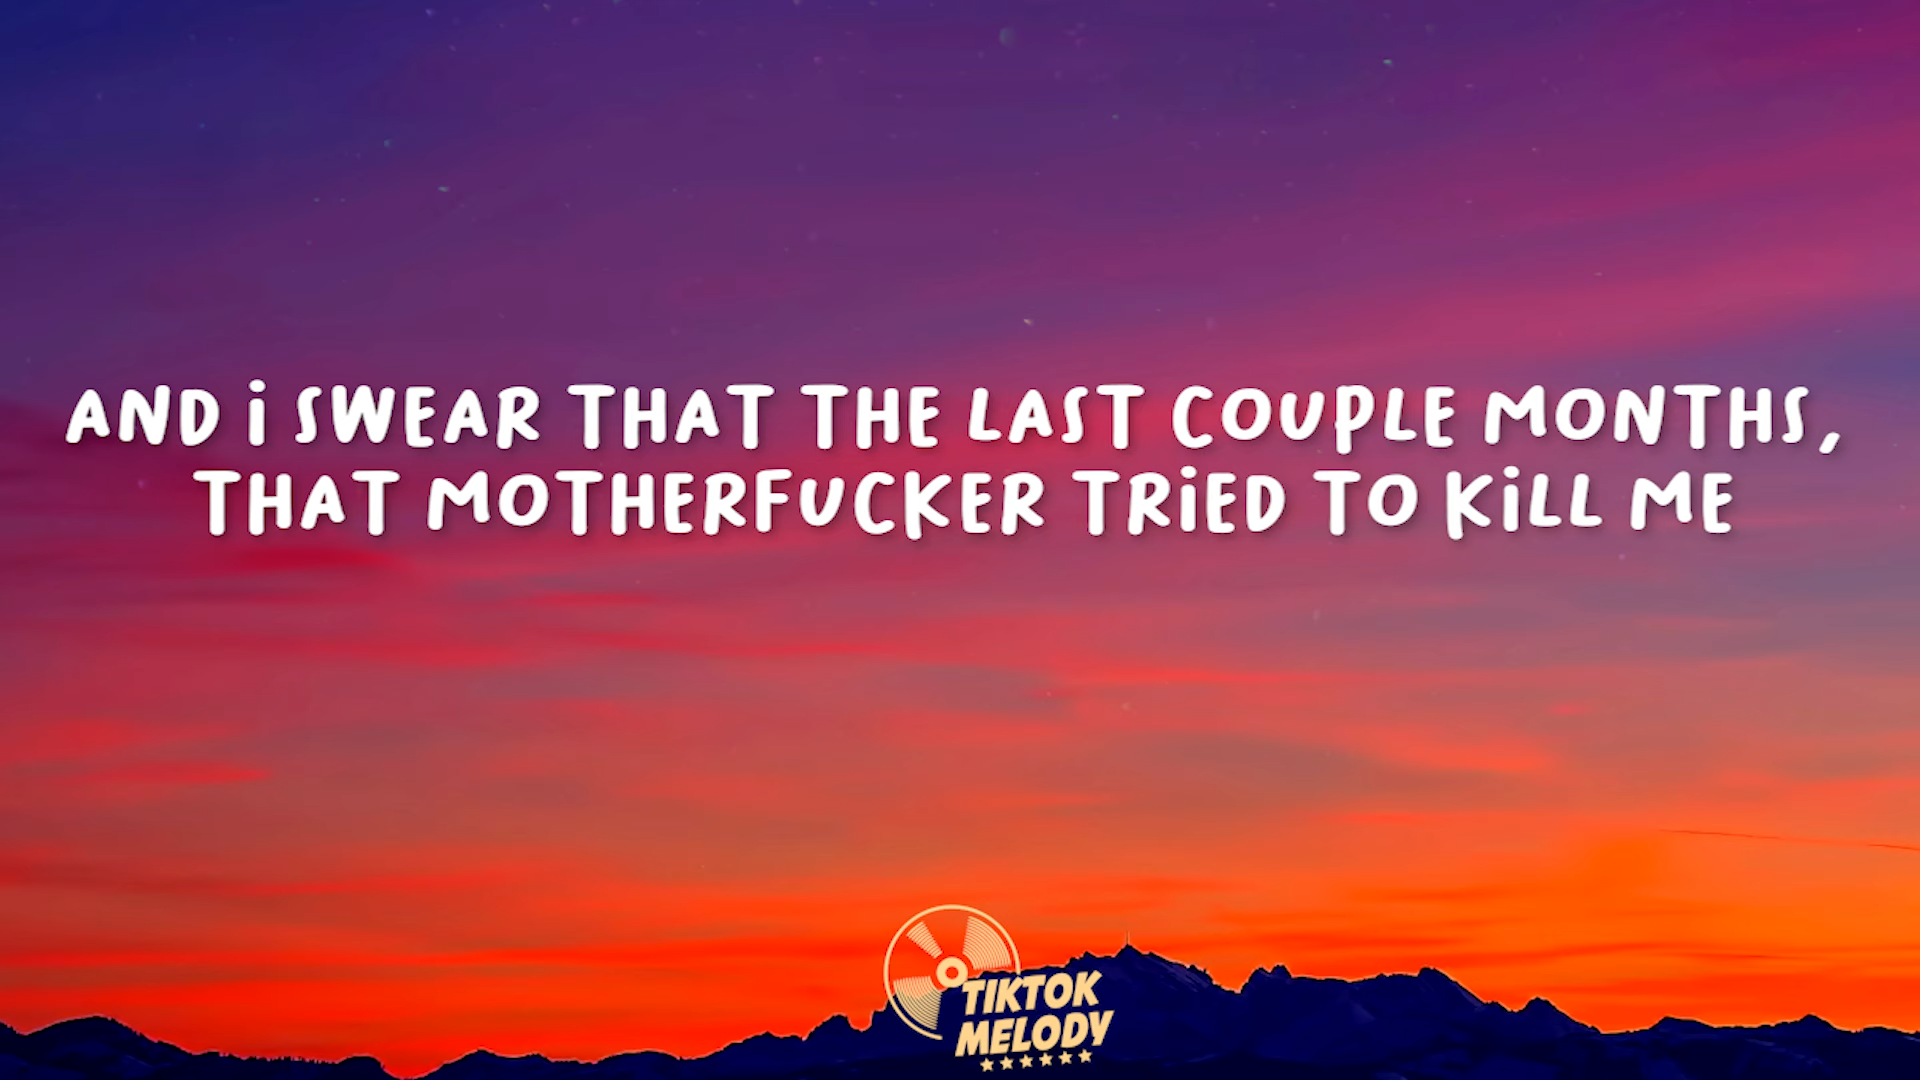 AND i SWEAR THAT THE LAST COUPLE MONTHS,
THAT MOTHERFUCKER TRiED TO KiLL ME
TIKTOK
MELODY